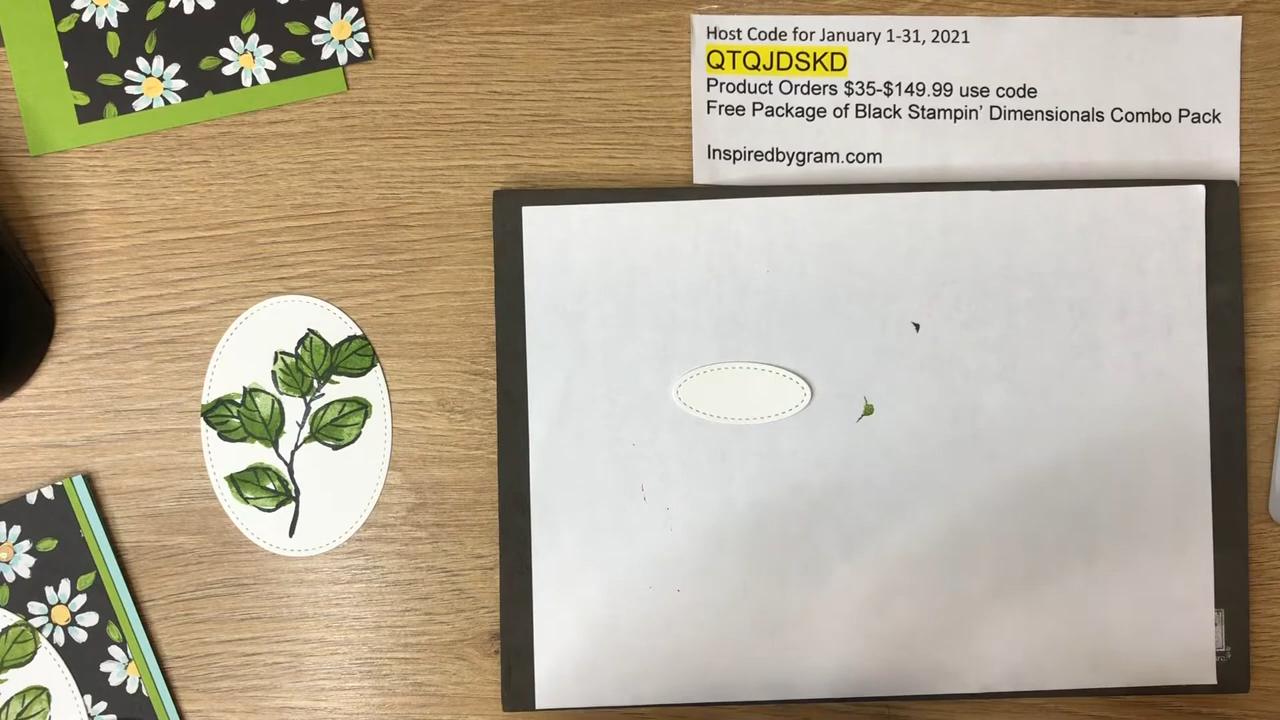 Host Code for January 1-31, 2021
QTQJDSKD
Product Orders $35-$149.99 use code
Free Package of Black Stampin’ Dimensionals Combo Pack
Inspiredbygram.com